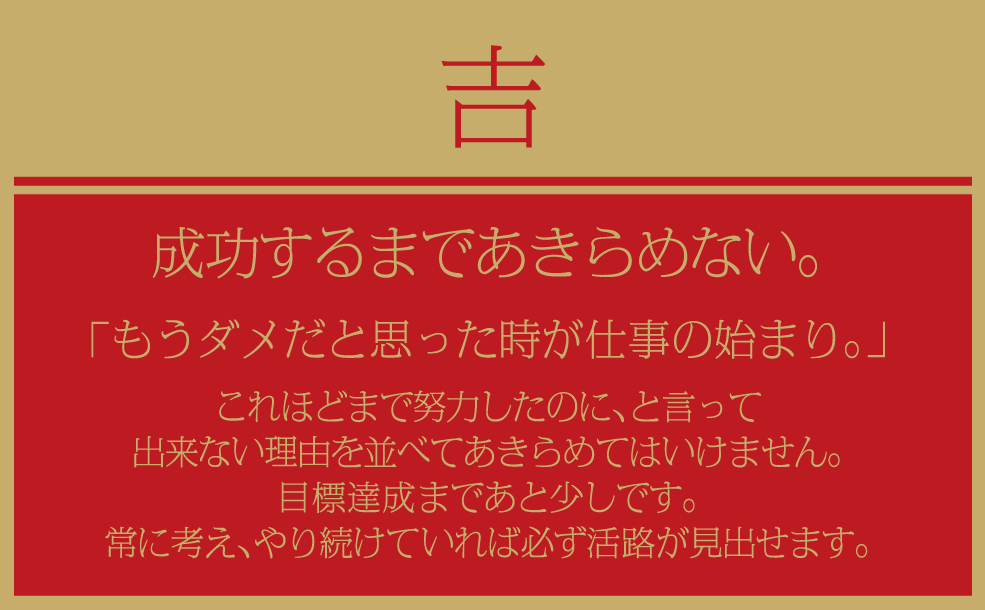 吉
成功するまであきらめない。
「もうダメだと思った時が仕事の始まり。」
これほどまで努力したのに、と言って
出来ない理由を並べてあきらめてはいけません。
目標達成まであと少しです。
常に考え、やり続けていれば必ず活路が見出せます。